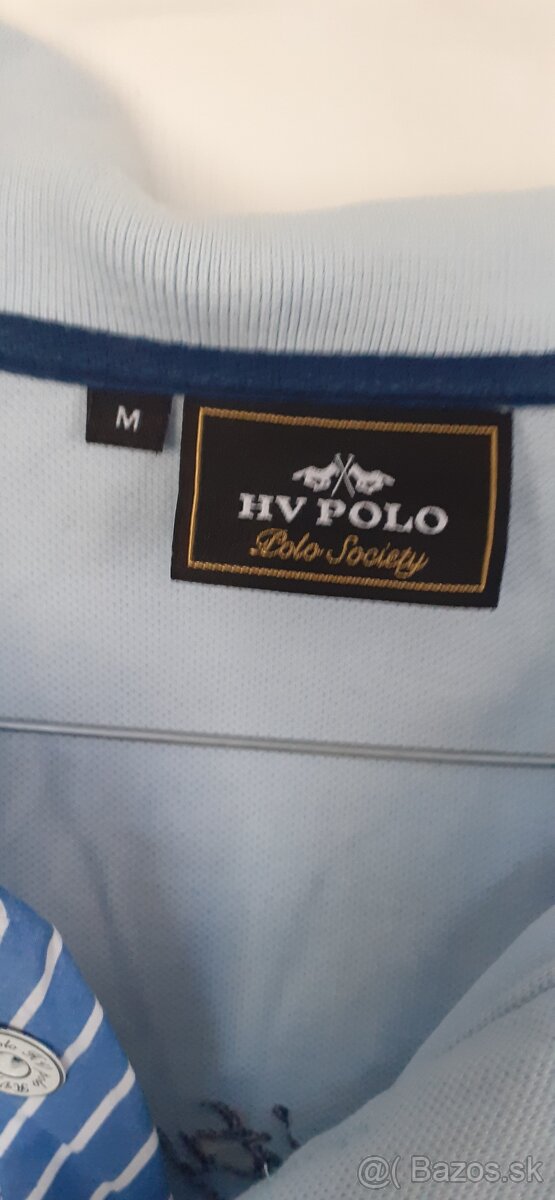 M
HV POLO
Polo Society
@( Bazos.sk